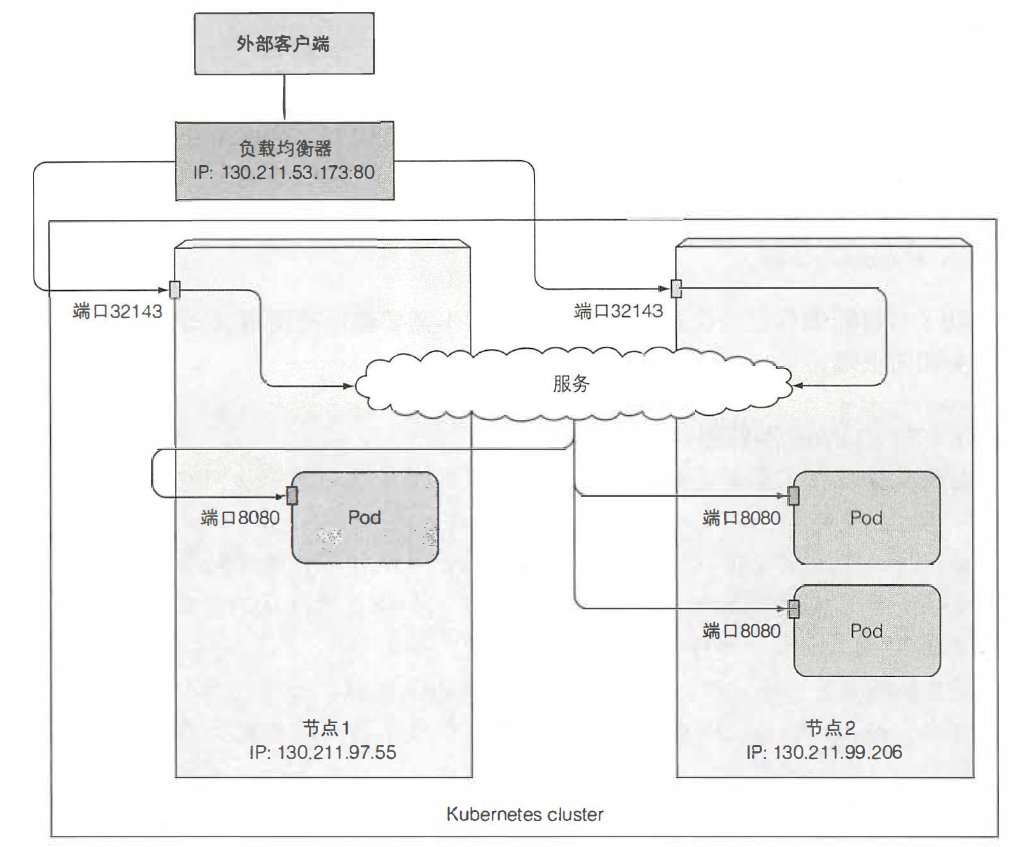 外部客户端
负载均衡器
IP: 130.211.53.173:80
端口32143
端口32143
服务
端口8080
Pod
端口8080
Pod
端口8080
Pod
节点1
IP: 130.211.97.55
节点2
IP: 130.211.99.206
Kubernetes cluster